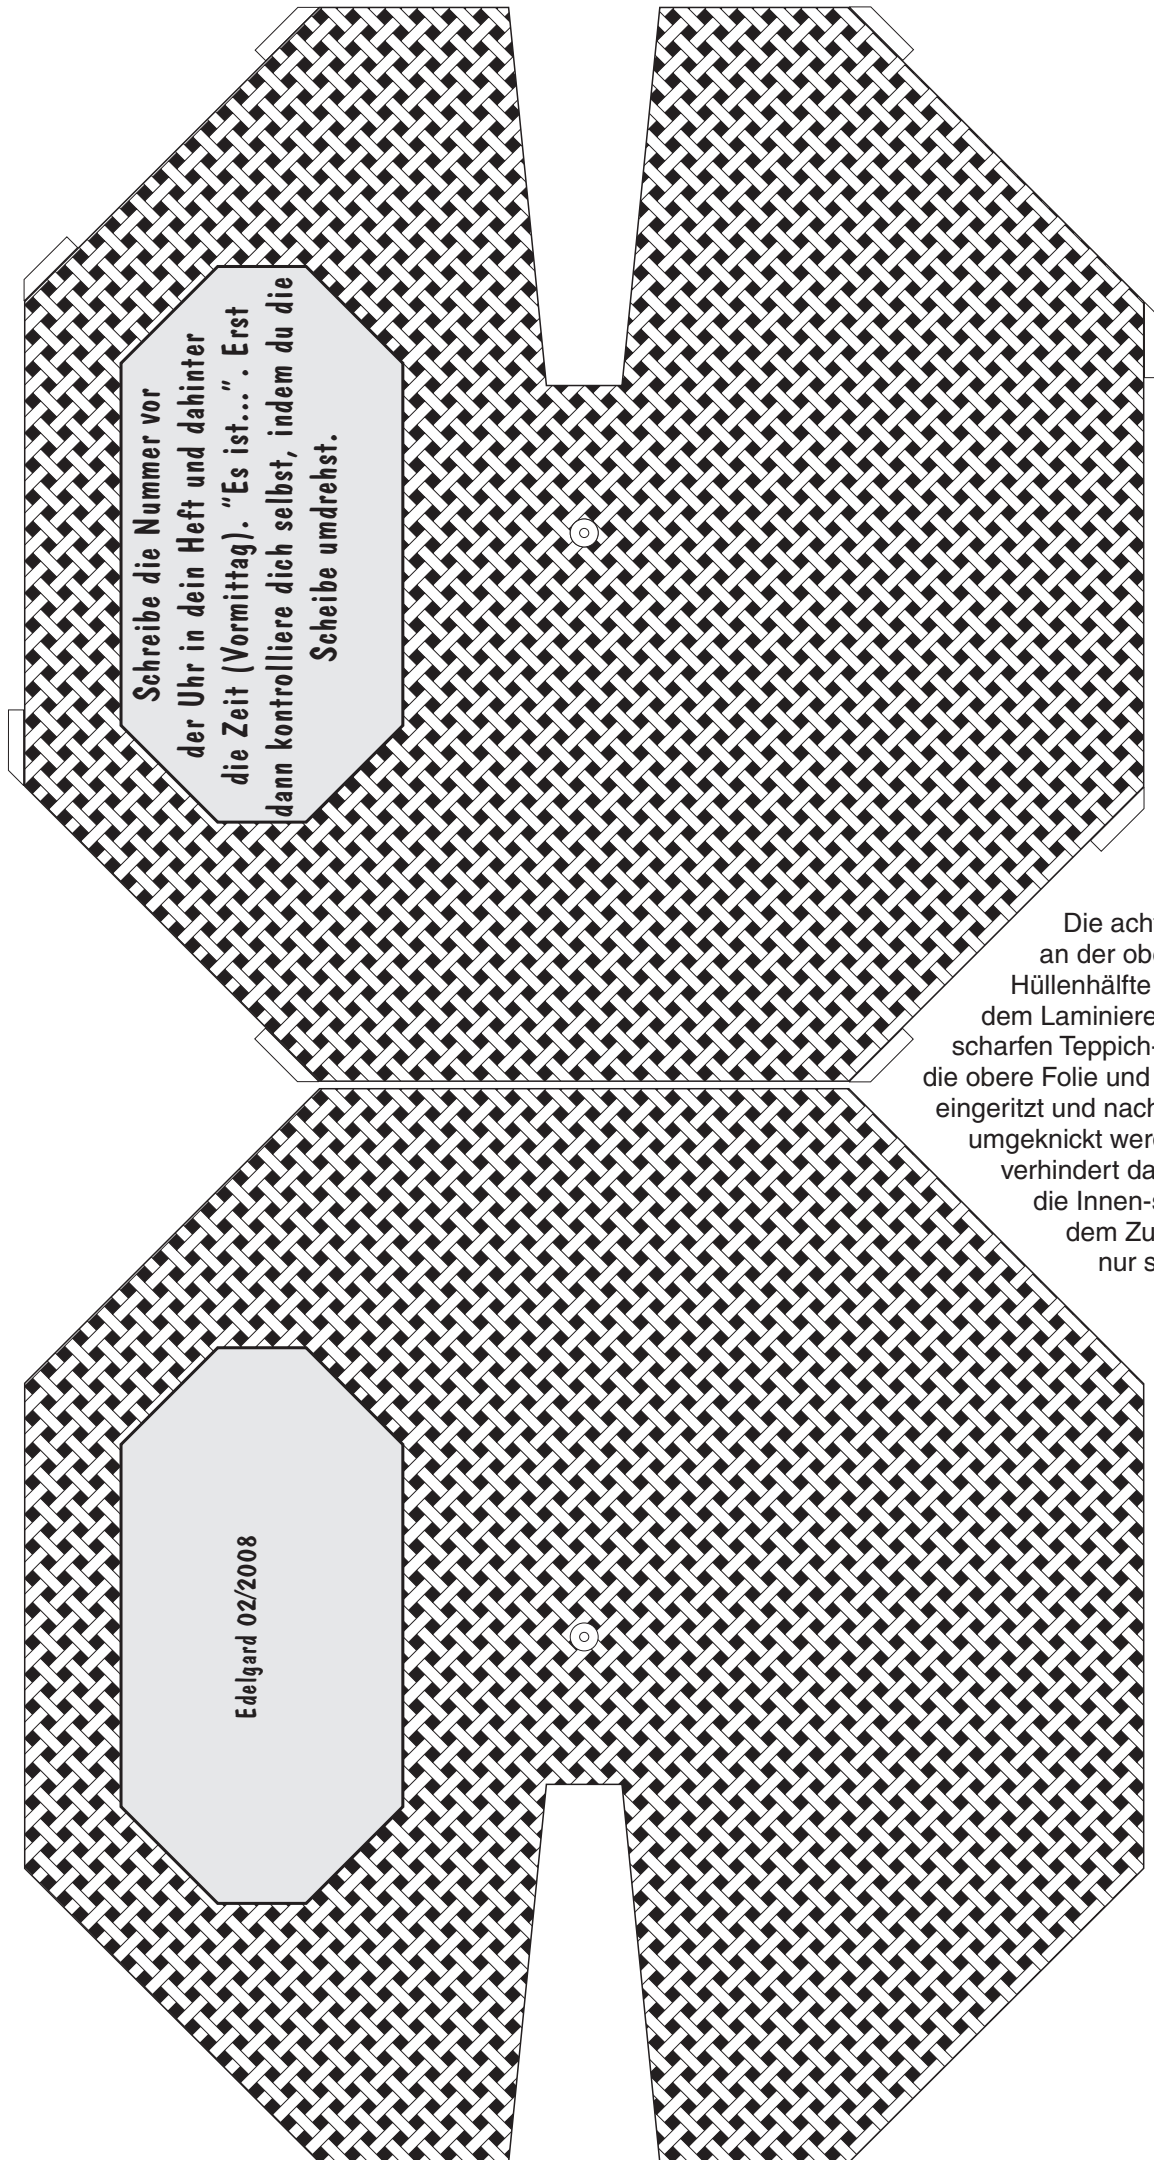 Schreibe die Nummer vor
der Uhr in dein Heft und dahinter
die Zeit (Vormittag). "Es ist...". Erst
dann kontrolliere dich selbst, indem du die
Scheibe umdrehst.
Die ach
an der obe
Hüllenhälfte
dem Laminiere
scharfen Teppich-
die obere Folie und
eingeritzt und nach
umgeknickt wer
verhindert da
die Innen-s
dem Zu
nur s
Edelgard 02/2008